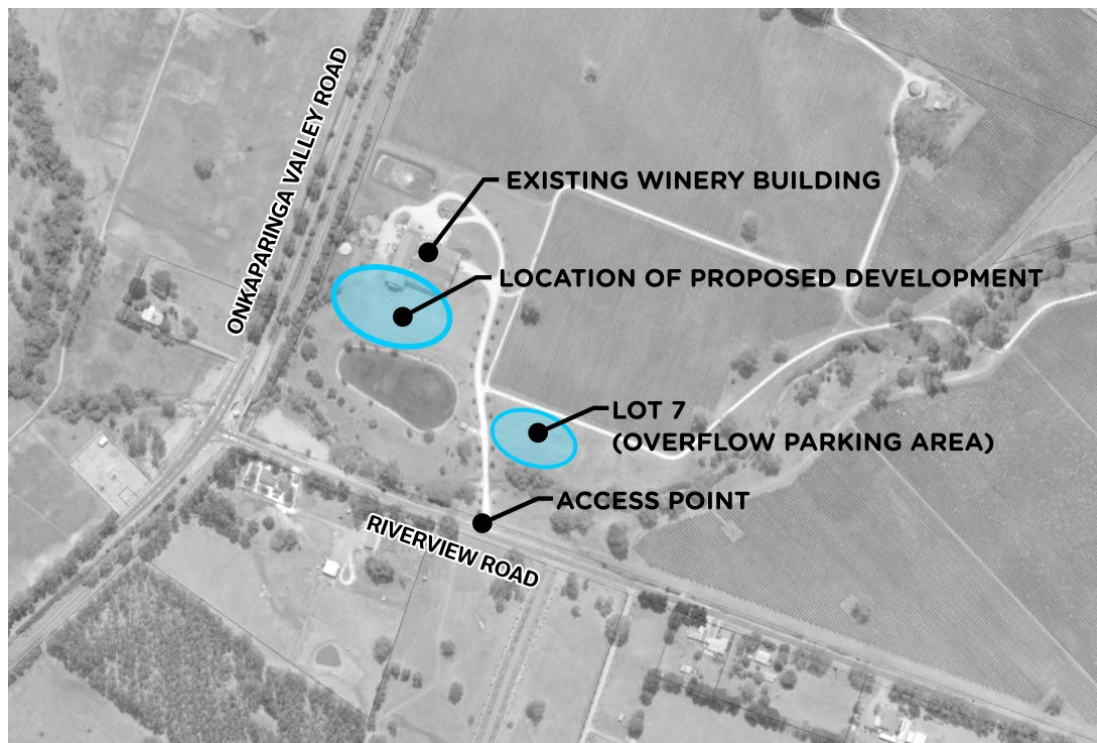 ONKAPARINGA VALLEY ROAD
EXISTING WINERY BUILDING
LOCATION OF PROPOSED DEVELOPMENT
LOT 7
(OVERFLOW PARKING AREA)
ACCESS POINT
RIVERVIEW ROAD